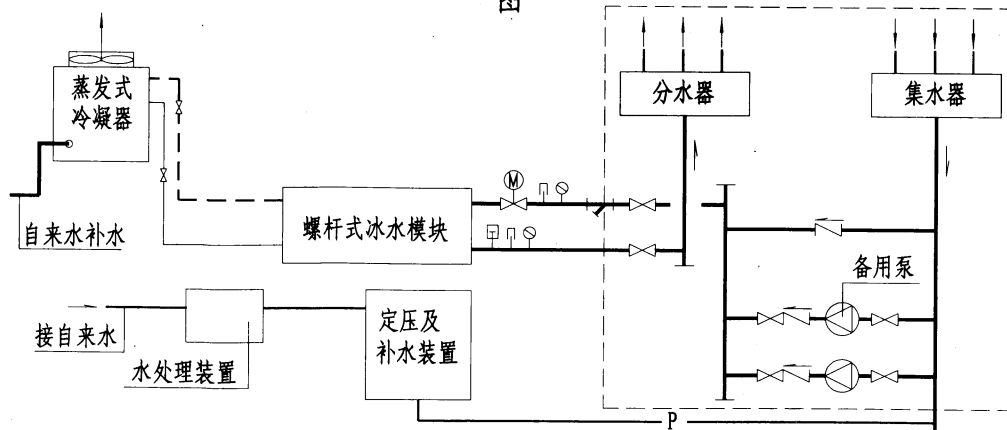 图
蒸发式
冷凝器
分水器
集水器
M
自来水补水
螺杆式冰水模块
备用泵
接自来水
水处理装置
定压及
补水装置
P